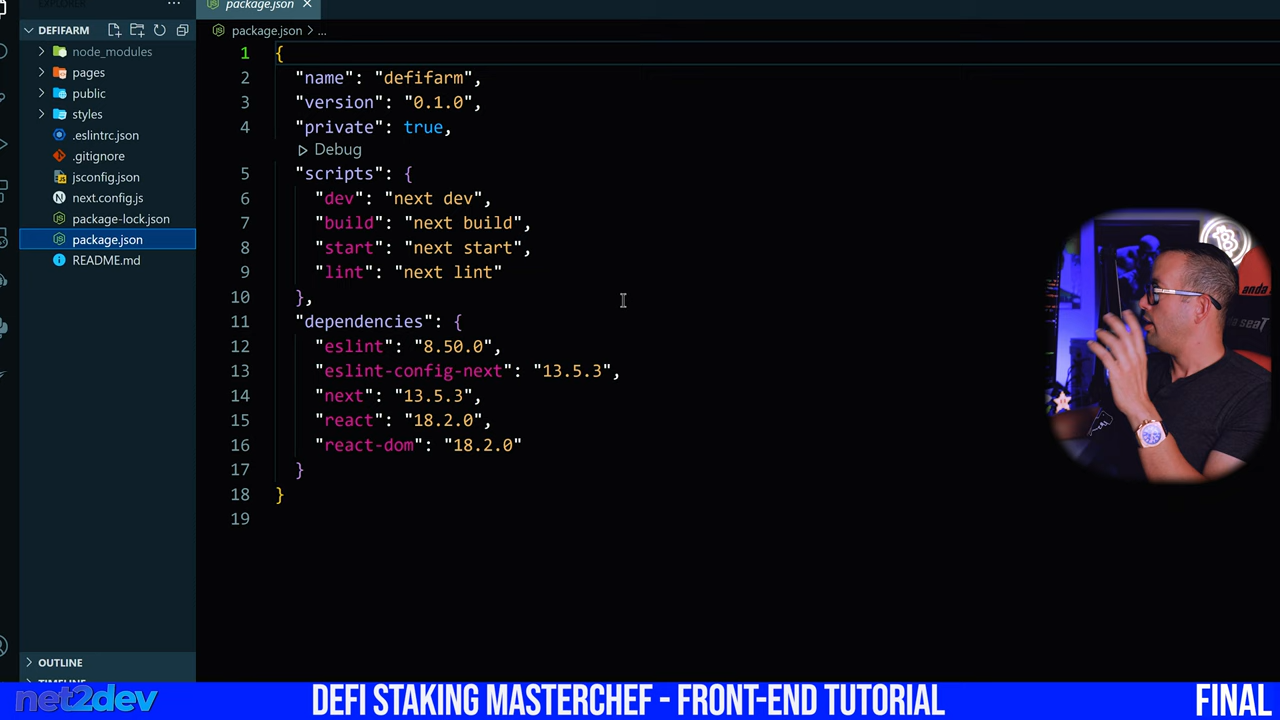 EXPLORER
···
package.json ×
DEFIFARM
node_modules
pages
public
styles
.eslintrc.json
.gitignore
jsconfig.json
next.config.js
package-lock.json
package.json
README.md
OUTLINE
TIMELINE
package.json > ...
1 {
2 "name": "defifarm",
3 "version": "0.1.0",
4 "private": true,
Debug
5 "scripts": {
6 "dev": "next dev",
7 "build": "next build",
8 "start": "next start",
9 "lint": "next lint"
10 },
11 "dependencies": {
12 "eslint": "8.50.0",
13 "eslint-config-next": "13.5.3",
14 "next": "13.5.3",
15 "react": "18.2.0",
16 "react-dom": "18.2.0"
17 }
18 }
19
anda
seaT
net2dev
DEFI STAKING MASTERCHEF - FRONT-END TUTORIAL
FINAL